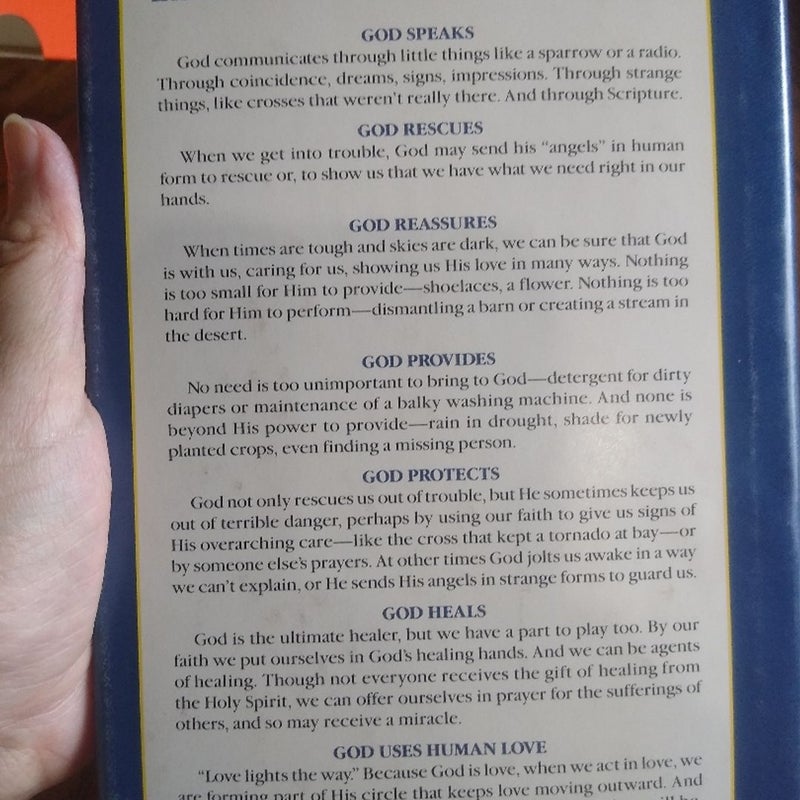 GOD SPEAKS
God communicates through little things like a sparrow or a radio.
Through coincidence, dreams, signs, impressions. Through strange
things, like crosses that weren't really there. And through Scripture.
GOD RESCUES
When we get into trouble, God may send his "angels" in human
form to rescue or, to show us that we have what we need right in our
hands.
GOD REASSURES
When times are tough and skies are dark, we can be sure that God
is with us, caring for us, showing us His love in many ways. Nothing
is too small for Him to provide—shoelaces, a flower. Nothing is too
hard for Him to perform—dismantling a barn or creating a stream in
the desert.
GOD PROVIDES
No need is too unimportant to bring to God—detergent for dirty
diapers or maintenance of a balky washing machine. And none is
beyond His power to provide—rain in drought, shade for newly
planted crops, even finding a missing person.
GOD PROTECTS
God not only rescues us out of trouble, but He sometimes keeps us
out of terrible danger, perhaps by using our faith to give us signs of
His overarching care—like the cross that kept a tornado at bay—or
by someone else's prayers. At other times God jolts us awake in a way
we can't explain, or He sends His angels in strange forms to guard us.
GOD HEALS
God is the ultimate healer, but we have a part to play too. By our
faith we put ourselves in God's healing hands. And we can be agents
of healing. Though not everyone receives the gift of healing from
the Holy Spirit, we can offer ourselves in prayer for the sufferings of
others, and so may receive a miracle.
GOD USES HUMAN LOVE
"Love lights the way." Because God is love, when we act in love, we
are forming part of His circle that keeps love moving outward. And